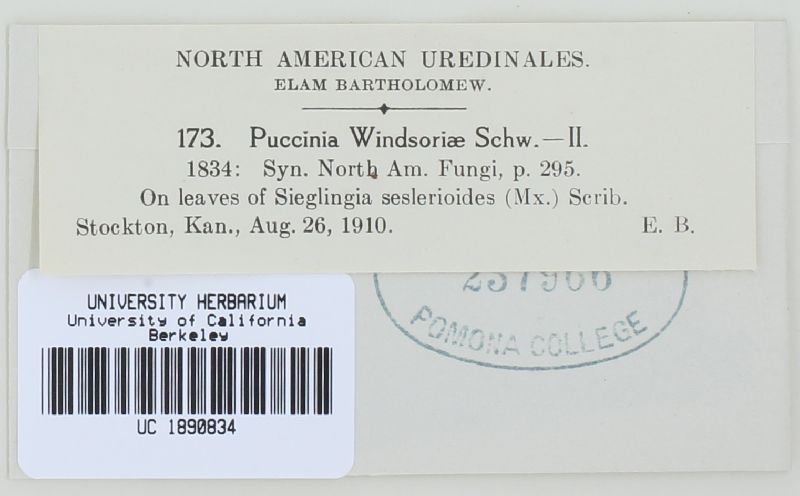 NORTH AMERICAN UREDINALES.
ELAM BARTHOLOMEW.
173. Puccinia Windsoriæ Schw.—II.
1834: Syn. North Am. Fungi, p. 295.
On leaves of Sieglingia seslerioides (Mx.) Scrib.
Stockton, Kan., Aug. 26, 1910. E. B.
237966
POMONA COLLEGE
UNIVERSITY HERBARIUM
University of California
Berkeley
UC 1890834